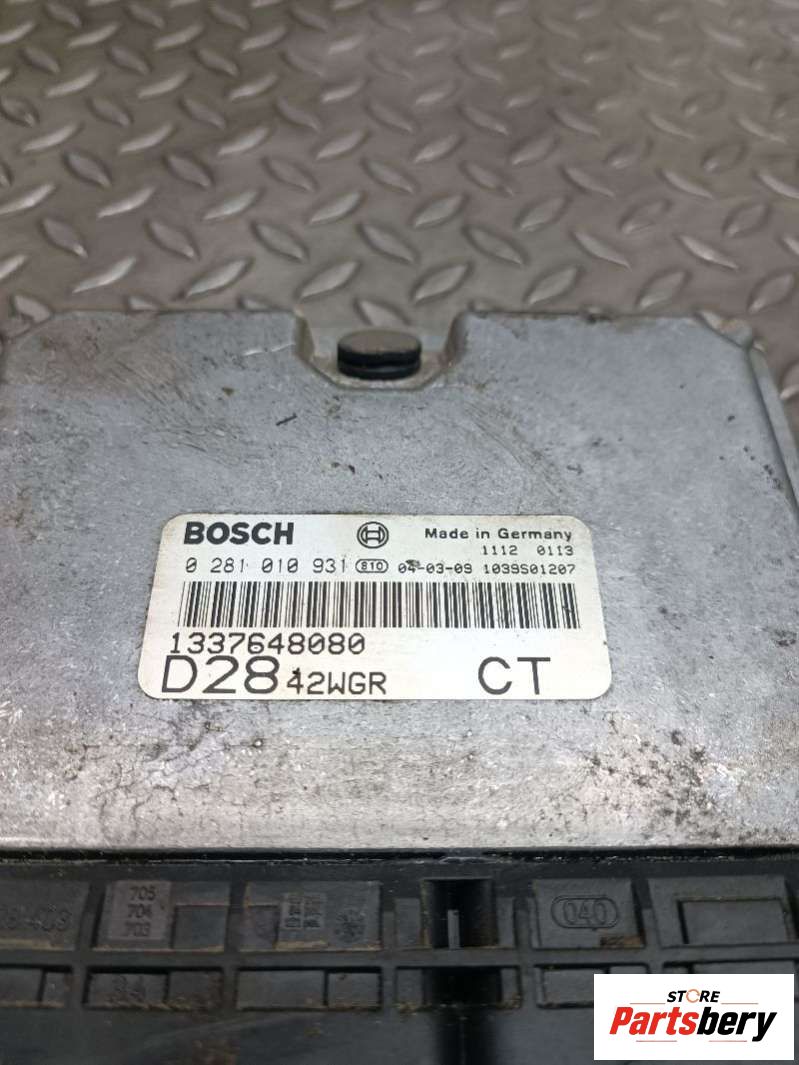 BOSCH Made in Germany
1112 0113
0 281 010 931 810 04-03-09 1039S01207
1337648080
D28 42WGR CT
705
704
703
040
34
STORE
Partsbery